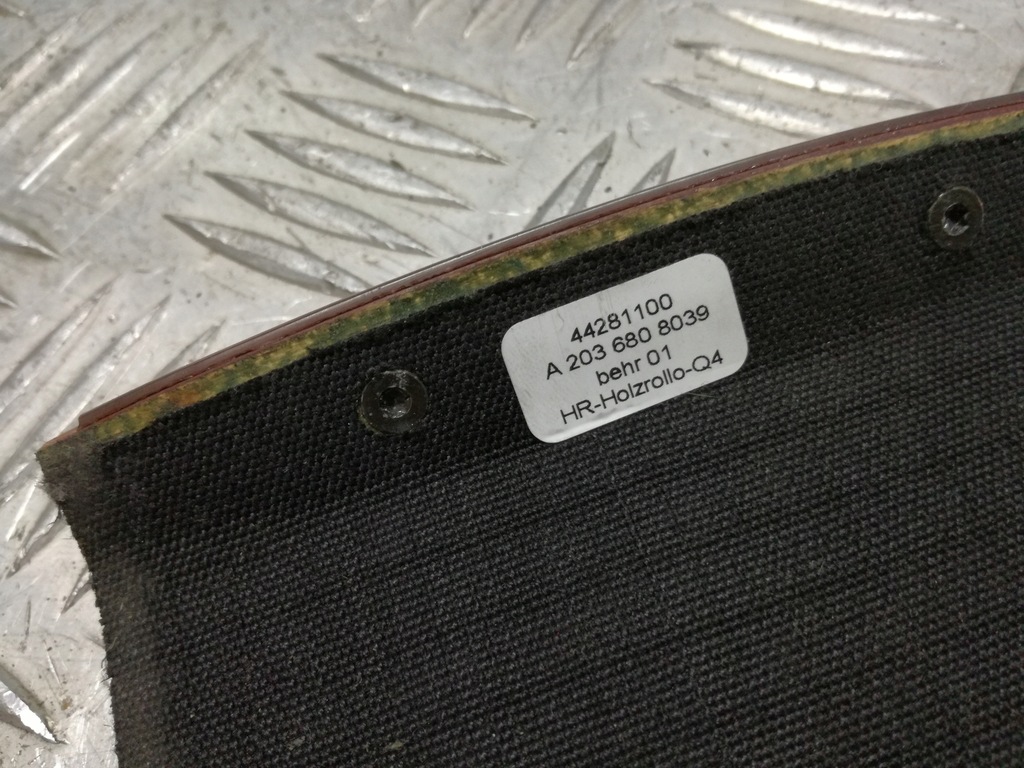 44281100
A 203 680 8039
behr 01
HR-Holzrollo-Q4